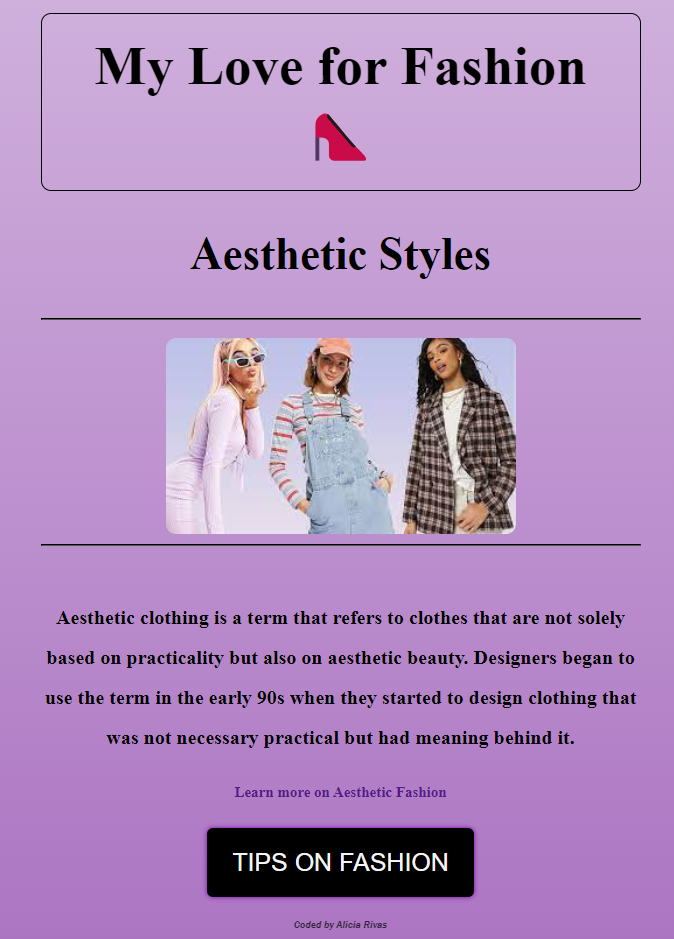 My Love for Fashion
Aesthetic Styles
Aesthetic clothing is a term that refers to clothes that are not solely
based on practicality but also on aesthetic beauty. Designers began to
use the term in the early 90s when they started to design clothing that
was not necessary practical but had meaning behind it.
Learn more on Aesthetic Fashion
TIPS ON FASHION
Coded by Alicia Rivas